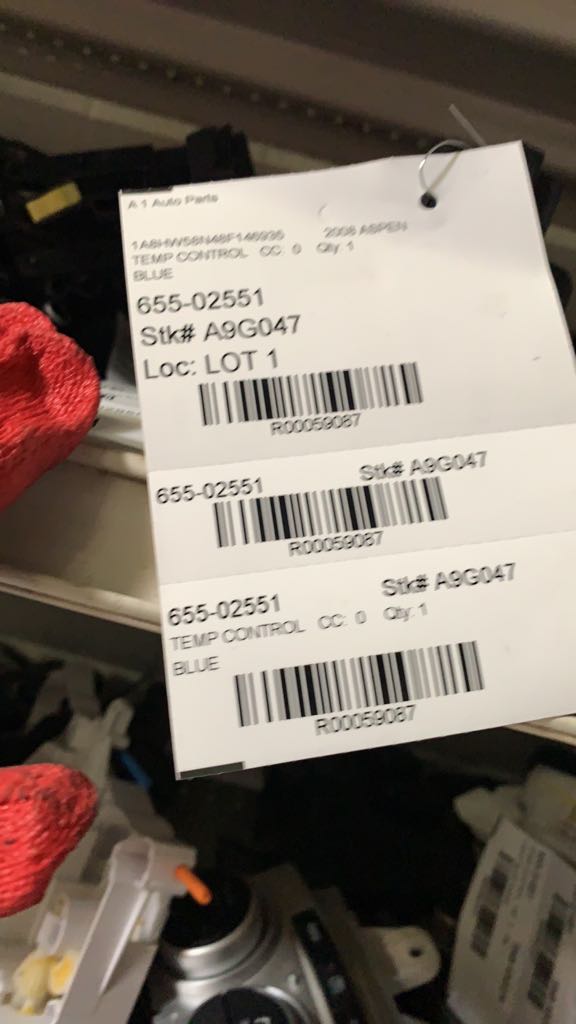 A 1 Auto Parts
1A8HW58N48F146935 2008 ASPEN
TEMP CONTROL CC: 0 Qty: 1
BLUE
655-02551
Stk# A9G047
Loc: LOT 1
R00059087
655-02551 Stk# A9G047
R00059087
655-02551 Stk# A9G047
TEMP CONTROL CC: 0 Qty: 1
BLUE
R00059087